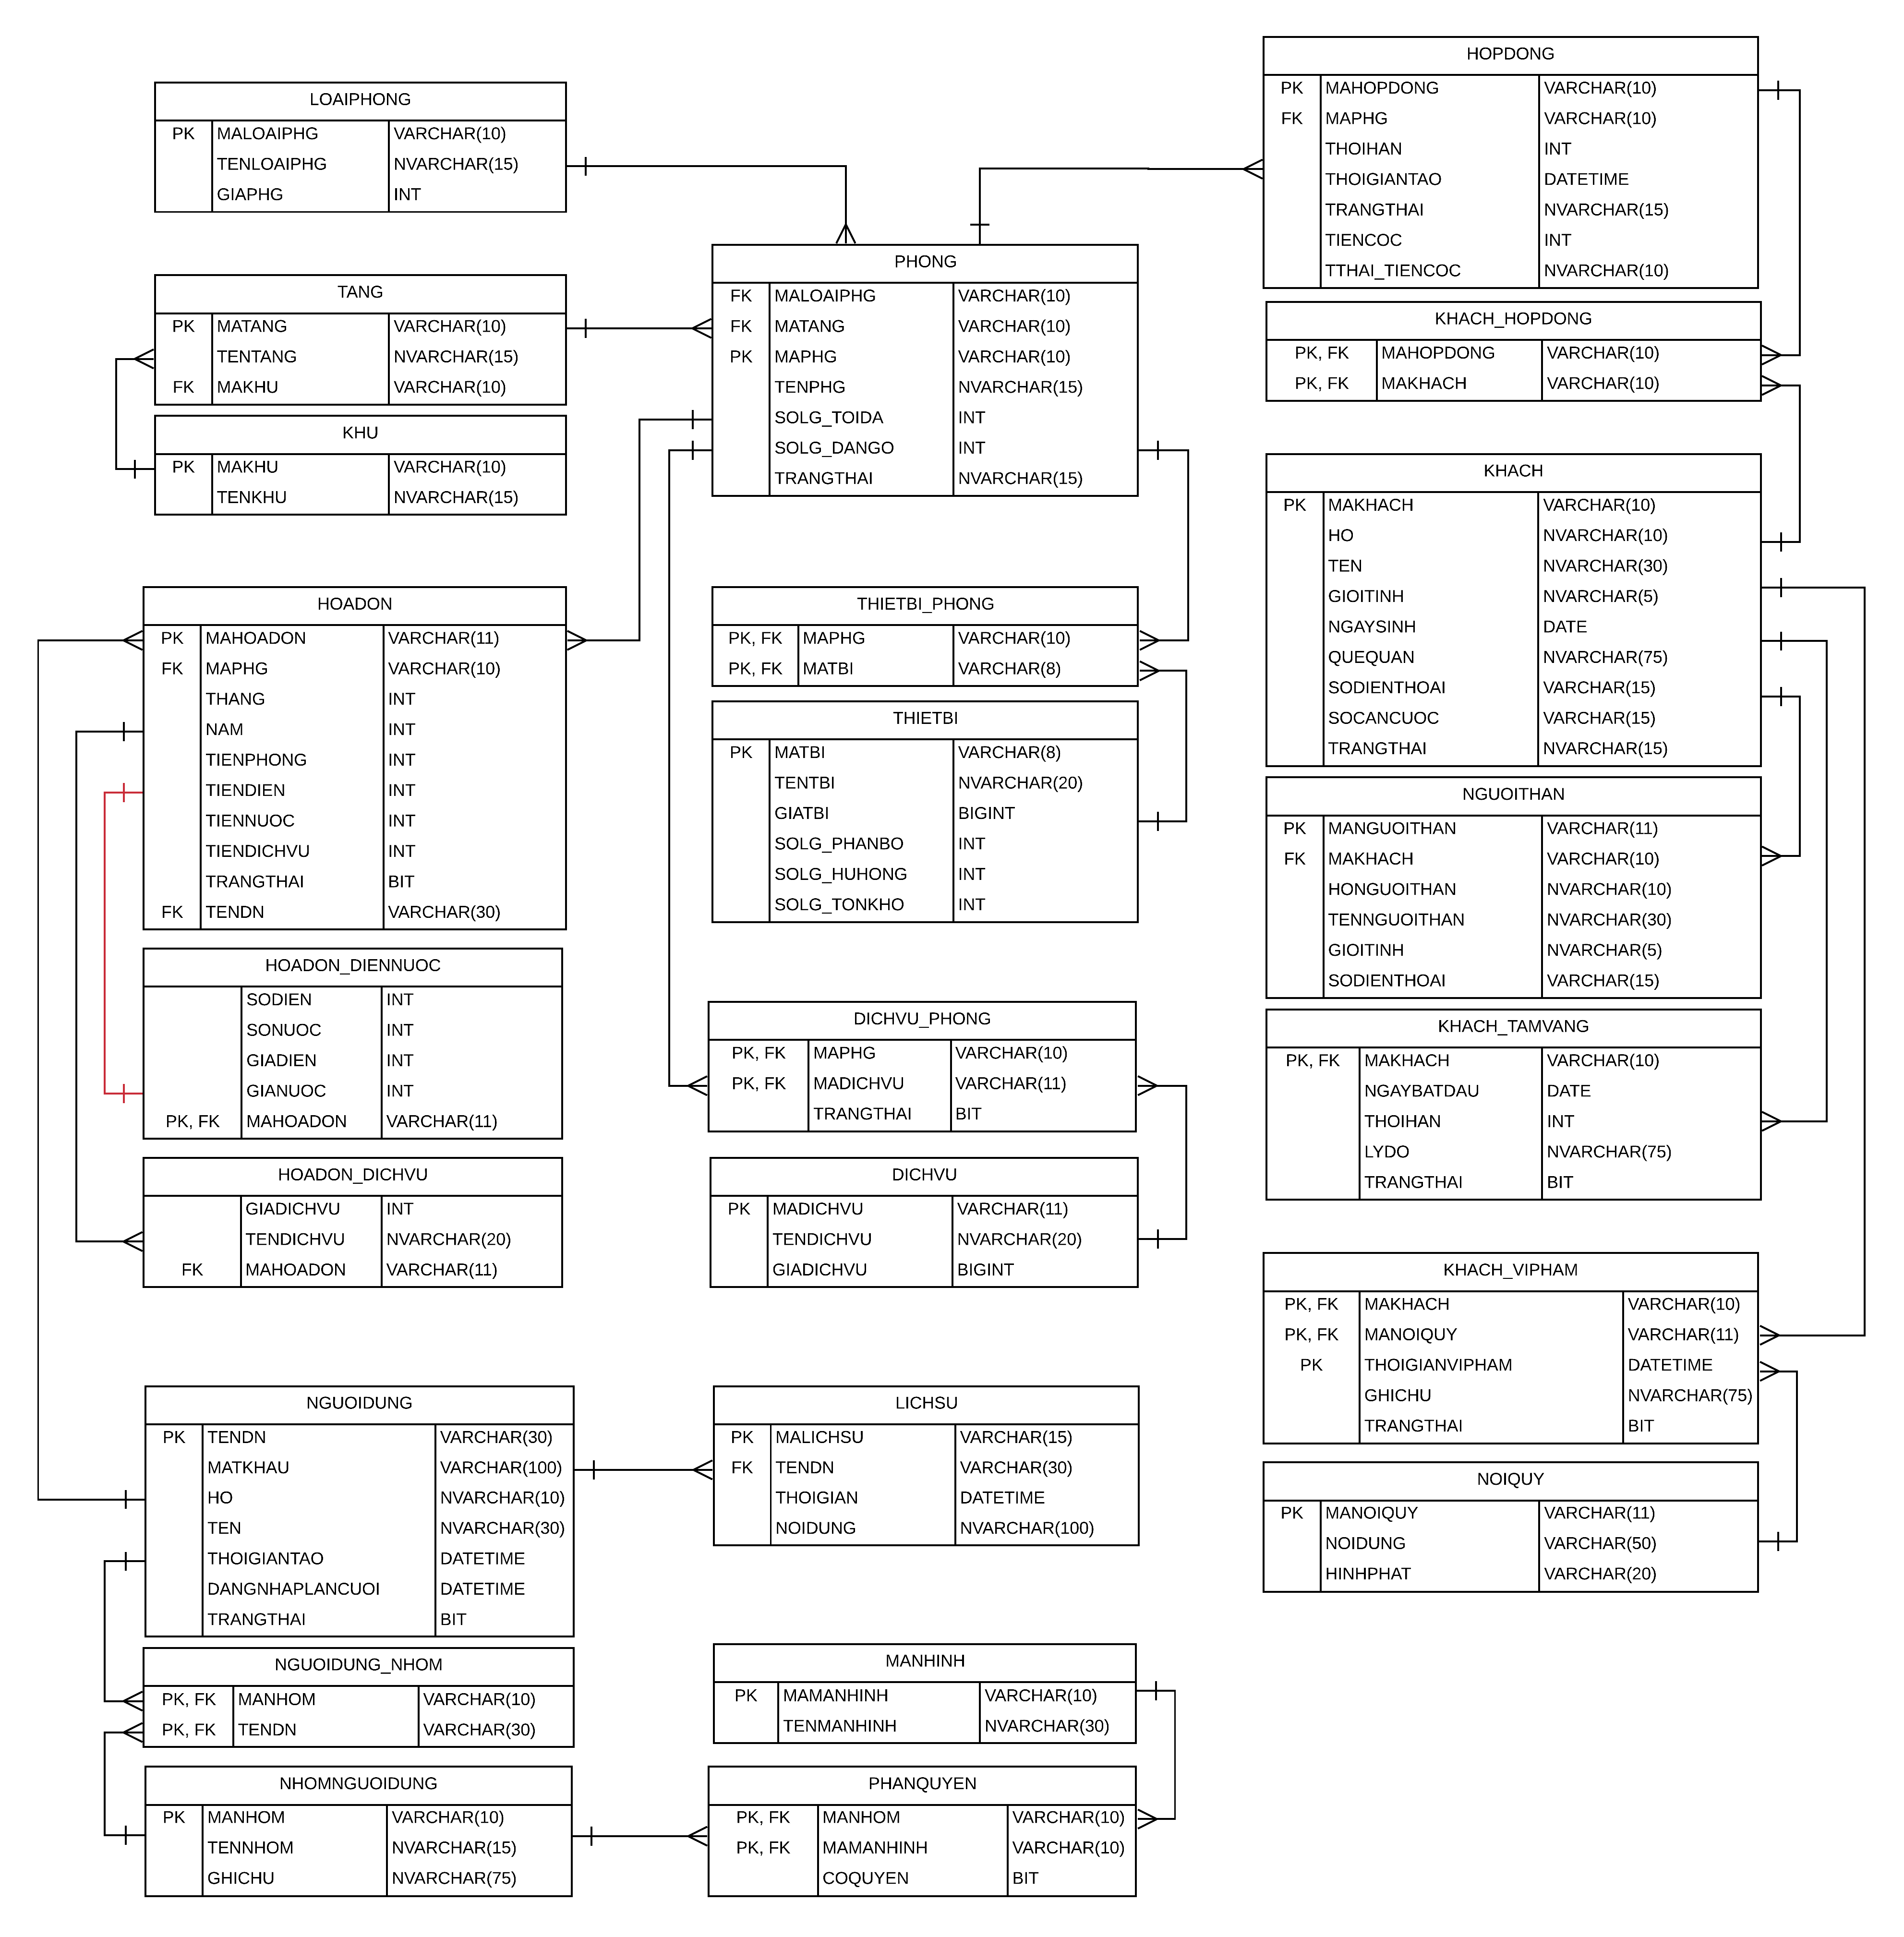 HOPDONG
PK MAHOPDONG VARCHAR(10)
FK MAPHG VARCHAR(10)
THOIHAN INT
THOIGIANTAO DATETIME
TRANGTHAI NVARCHAR(15)
TIENCOC INT
TTHAI_TIENCOC NVARCHAR(10)
LOAIPHONG
PK MALOAIPHG VARCHAR(10)
TENLOAIPHG NVARCHAR(15)
GIAPHG INT
PHONG
FK MALOAIPHG VARCHAR(10)
FK MATANG VARCHAR(10)
PK MAPHG VARCHAR(10)
TENPHG NVARCHAR(15)
SOLG_TOIDA INT
SOLG_DANGO INT
TRANGTHAI NVARCHAR(15)
TANG
PK MATANG VARCHAR(10)
TENTANG NVARCHAR(15)
FK MAKHU VARCHAR(10)
KHU
PK MAKHU VARCHAR(10)
TENKHU NVARCHAR(15)
KHACH_HOPDONG
PK, FK MAHOPDONG VARCHAR(10)
PK, FK MAKHACH VARCHAR(10)
KHACH
PK MAKHACH VARCHAR(10)
HO NVARCHAR(10)
TEN NVARCHAR(30)
GIOITINH NVARCHAR(5)
NGAYSINH DATE
QUEQUAN NVARCHAR(75)
SODIENTHOAI VARCHAR(15)
SOCANCUOC VARCHAR(15)
TRANGTHAI NVARCHAR(15)
HOADON
PK MAHOADON VARCHAR(11)
FK MAPHG VARCHAR(10)
THANG INT
NAM INT
TIENPHONG INT
TIENDIEN INT
TIENNUOC INT
TIENDICHVU INT
TRANGTHAI BIT
FK TENDN VARCHAR(30)
THIETBI_PHONG
PK, FK MAPHG VARCHAR(10)
PK, FK MATBI VARCHAR(8)
THIETBI
PK MATBI VARCHAR(8)
TENTBI NVARCHAR(20)
GIATBI BIGINT
SOLG_PHANBO INT
SOLG_HUHONG INT
SOLG_TONKHO INT
NGUOITHAN
PK MANGUOITHAN VARCHAR(11)
FK MAKHACH VARCHAR(10)
HONGUOITHAN NVARCHAR(10)
TENNGUOITHAN NVARCHAR(30)
GIOITINH NVARCHAR(5)
SODIENTHOAI VARCHAR(15)
HOADON_DIENNUOC
SODIEN INT
SONUOC INT
GIADIEN INT
GIANUOC INT
PK, FK MAHOADON VARCHAR(11)
DICHVU_PHONG
PK, FK MAPHG VARCHAR(10)
PK, FK MADICHVU VARCHAR(11)
TRANGTHAI BIT
KHACH_TAMVANG
PK, FK MAKHACH VARCHAR(10)
NGAYBATDAU DATE
THOIHAN INT
LYDO NVARCHAR(75)
TRANGTHAI BIT
HOADON_DICHVU
GIADICHVU INT
TENDICHVU NVARCHAR(20)
FK MAHOADON VARCHAR(11)
DICHVU
PK MADICHVU VARCHAR(11)
TENDICHVU NVARCHAR(20)
GIADICHVU BIGINT
KHACH_VIPHAM
PK, FK MAKHACH VARCHAR(10)
PK, FK MANOIQUY VARCHAR(11)
PK THOIGIANVIPHAM DATETIME
GHICHU NVARCHAR(75)
TRANGTHAI BIT
NGUOIDUNG
PK TENDN VARCHAR(30)
MATKHAU VARCHAR(100)
HO NVARCHAR(10)
TEN NVARCHAR(30)
THOIGIANTAO DATETIME
DANGNHAPLANCUOI DATETIME
TRANGTHAI BIT
LICHSU
PK MALICHSU VARCHAR(15)
FK TENDN VARCHAR(30)
THOIGIAN DATETIME
NOIDUNG NVARCHAR(100)
NOIQUY
PK MANOIQUY VARCHAR(11)
NOIDUNG VARCHAR(50)
HINHPHAT VARCHAR(20)
NGUOIDUNG_NHOM
PK, FK MANHOM VARCHAR(10)
PK, FK TENDN VARCHAR(30)
MANHINH
PK MAMANHINH VARCHAR(10)
TENMANHINH NVARCHAR(30)
NHOMNGUOIDUNG
PK MANHOM VARCHAR(10)
TENNHOM NVARCHAR(15)
GHICHU NVARCHAR(75)
PHANQUYEN
PK, FK MANHOM VARCHAR(10)
PK, FK MAMANHINH VARCHAR(10)
COQUYEN BIT